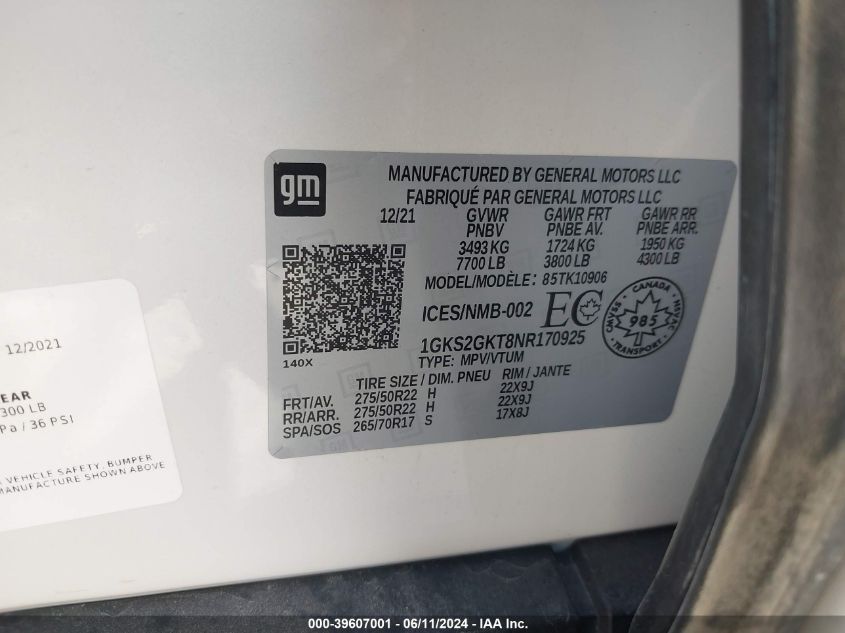 gm
MANUFACTURED BY GENERAL MOTORS LLC
FABRIQUÉ PAR GENERAL MOTORS LLC
12/21 GVWR GAWR FRT GAWR RR
PNBV PNBE AV. PNBE ARR.
3493 KG 1724 KG 1950 KG
7700 LB 3800 LB 4300 LB
MODEL/MODÈLE: 85TK10906
ICES/NMB-002 EC
CANADA
CMVSS 985 NSVAC
TRANSPORT
1GKS2GKT8NR170925
140X
TYPE: MPV/VTUM
TIRE SIZE / DIM. PNEU RIM / JANTE
FRT/AV. 275/50R22 H 22X9J
RR/ARR. 275/50R22 H 22X9J
SPA/SOS 265/70R17 S 17X8J
12/2021
EAR
300 LB
Pa / 36 PSI
VEHICLE SAFETY, BUMPER
MANUFACTURE SHOWN ABOVE
000-39607001 - 06/11/2024 - IAA Inc.